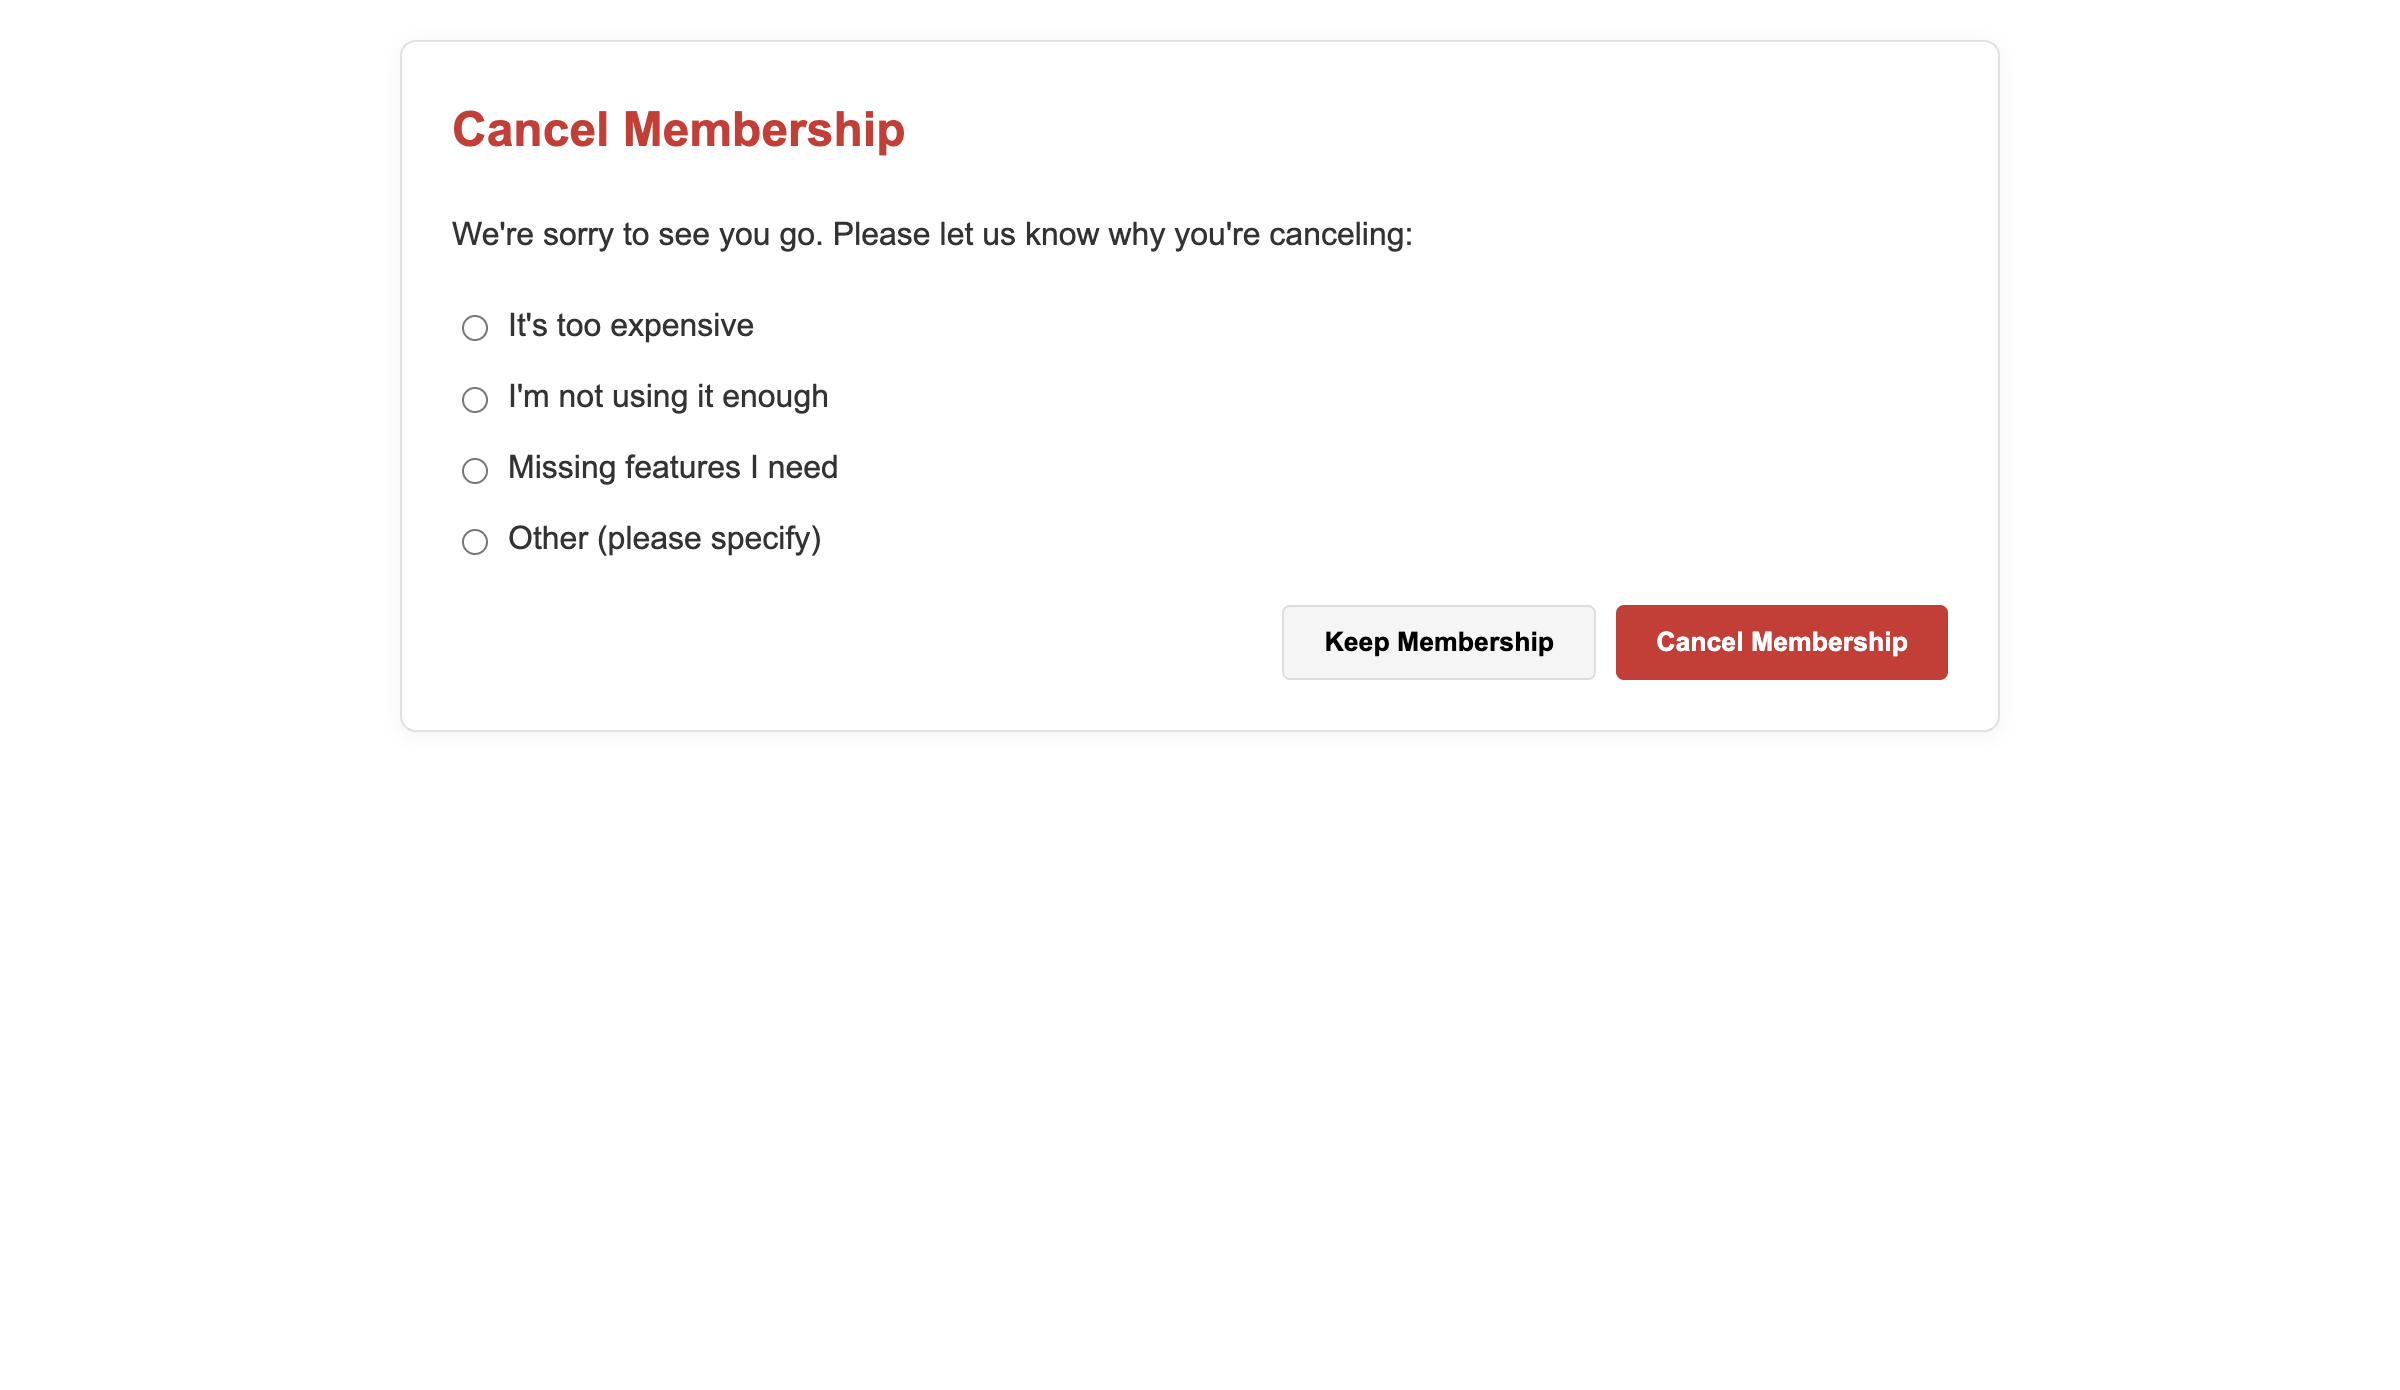 Cancel Membership
We're sorry to see you go. Please let us know why you're canceling:
It's too expensive
I'm not using it enough
Missing features I need
Other (please specify)
Keep Membership
Cancel Membership